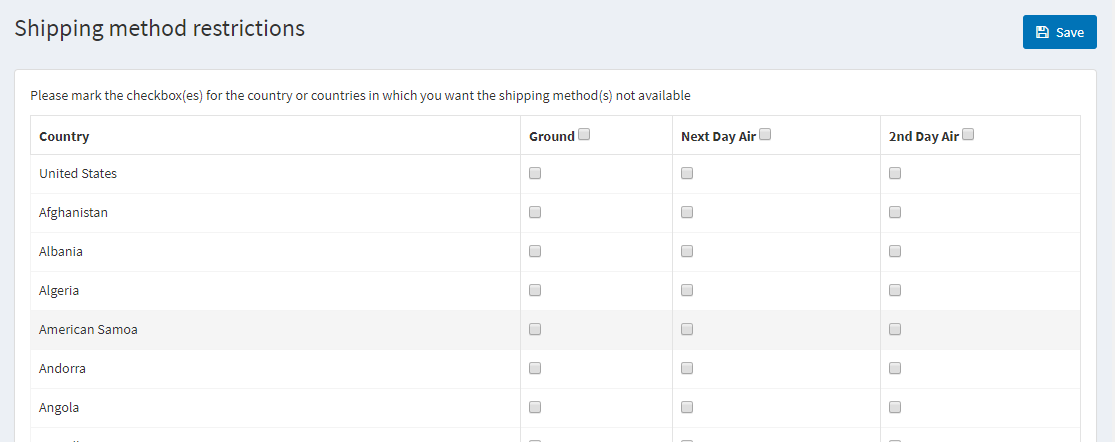 Shipping method restrictions
Save
Please mark the checkbox(es) for the country or countries in which you want the shipping method(s) not available
Country Ground Next Day Air 2nd Day Air
United States
Afghanistan
Albania
Algeria
American Samoa
Andorra
Angola